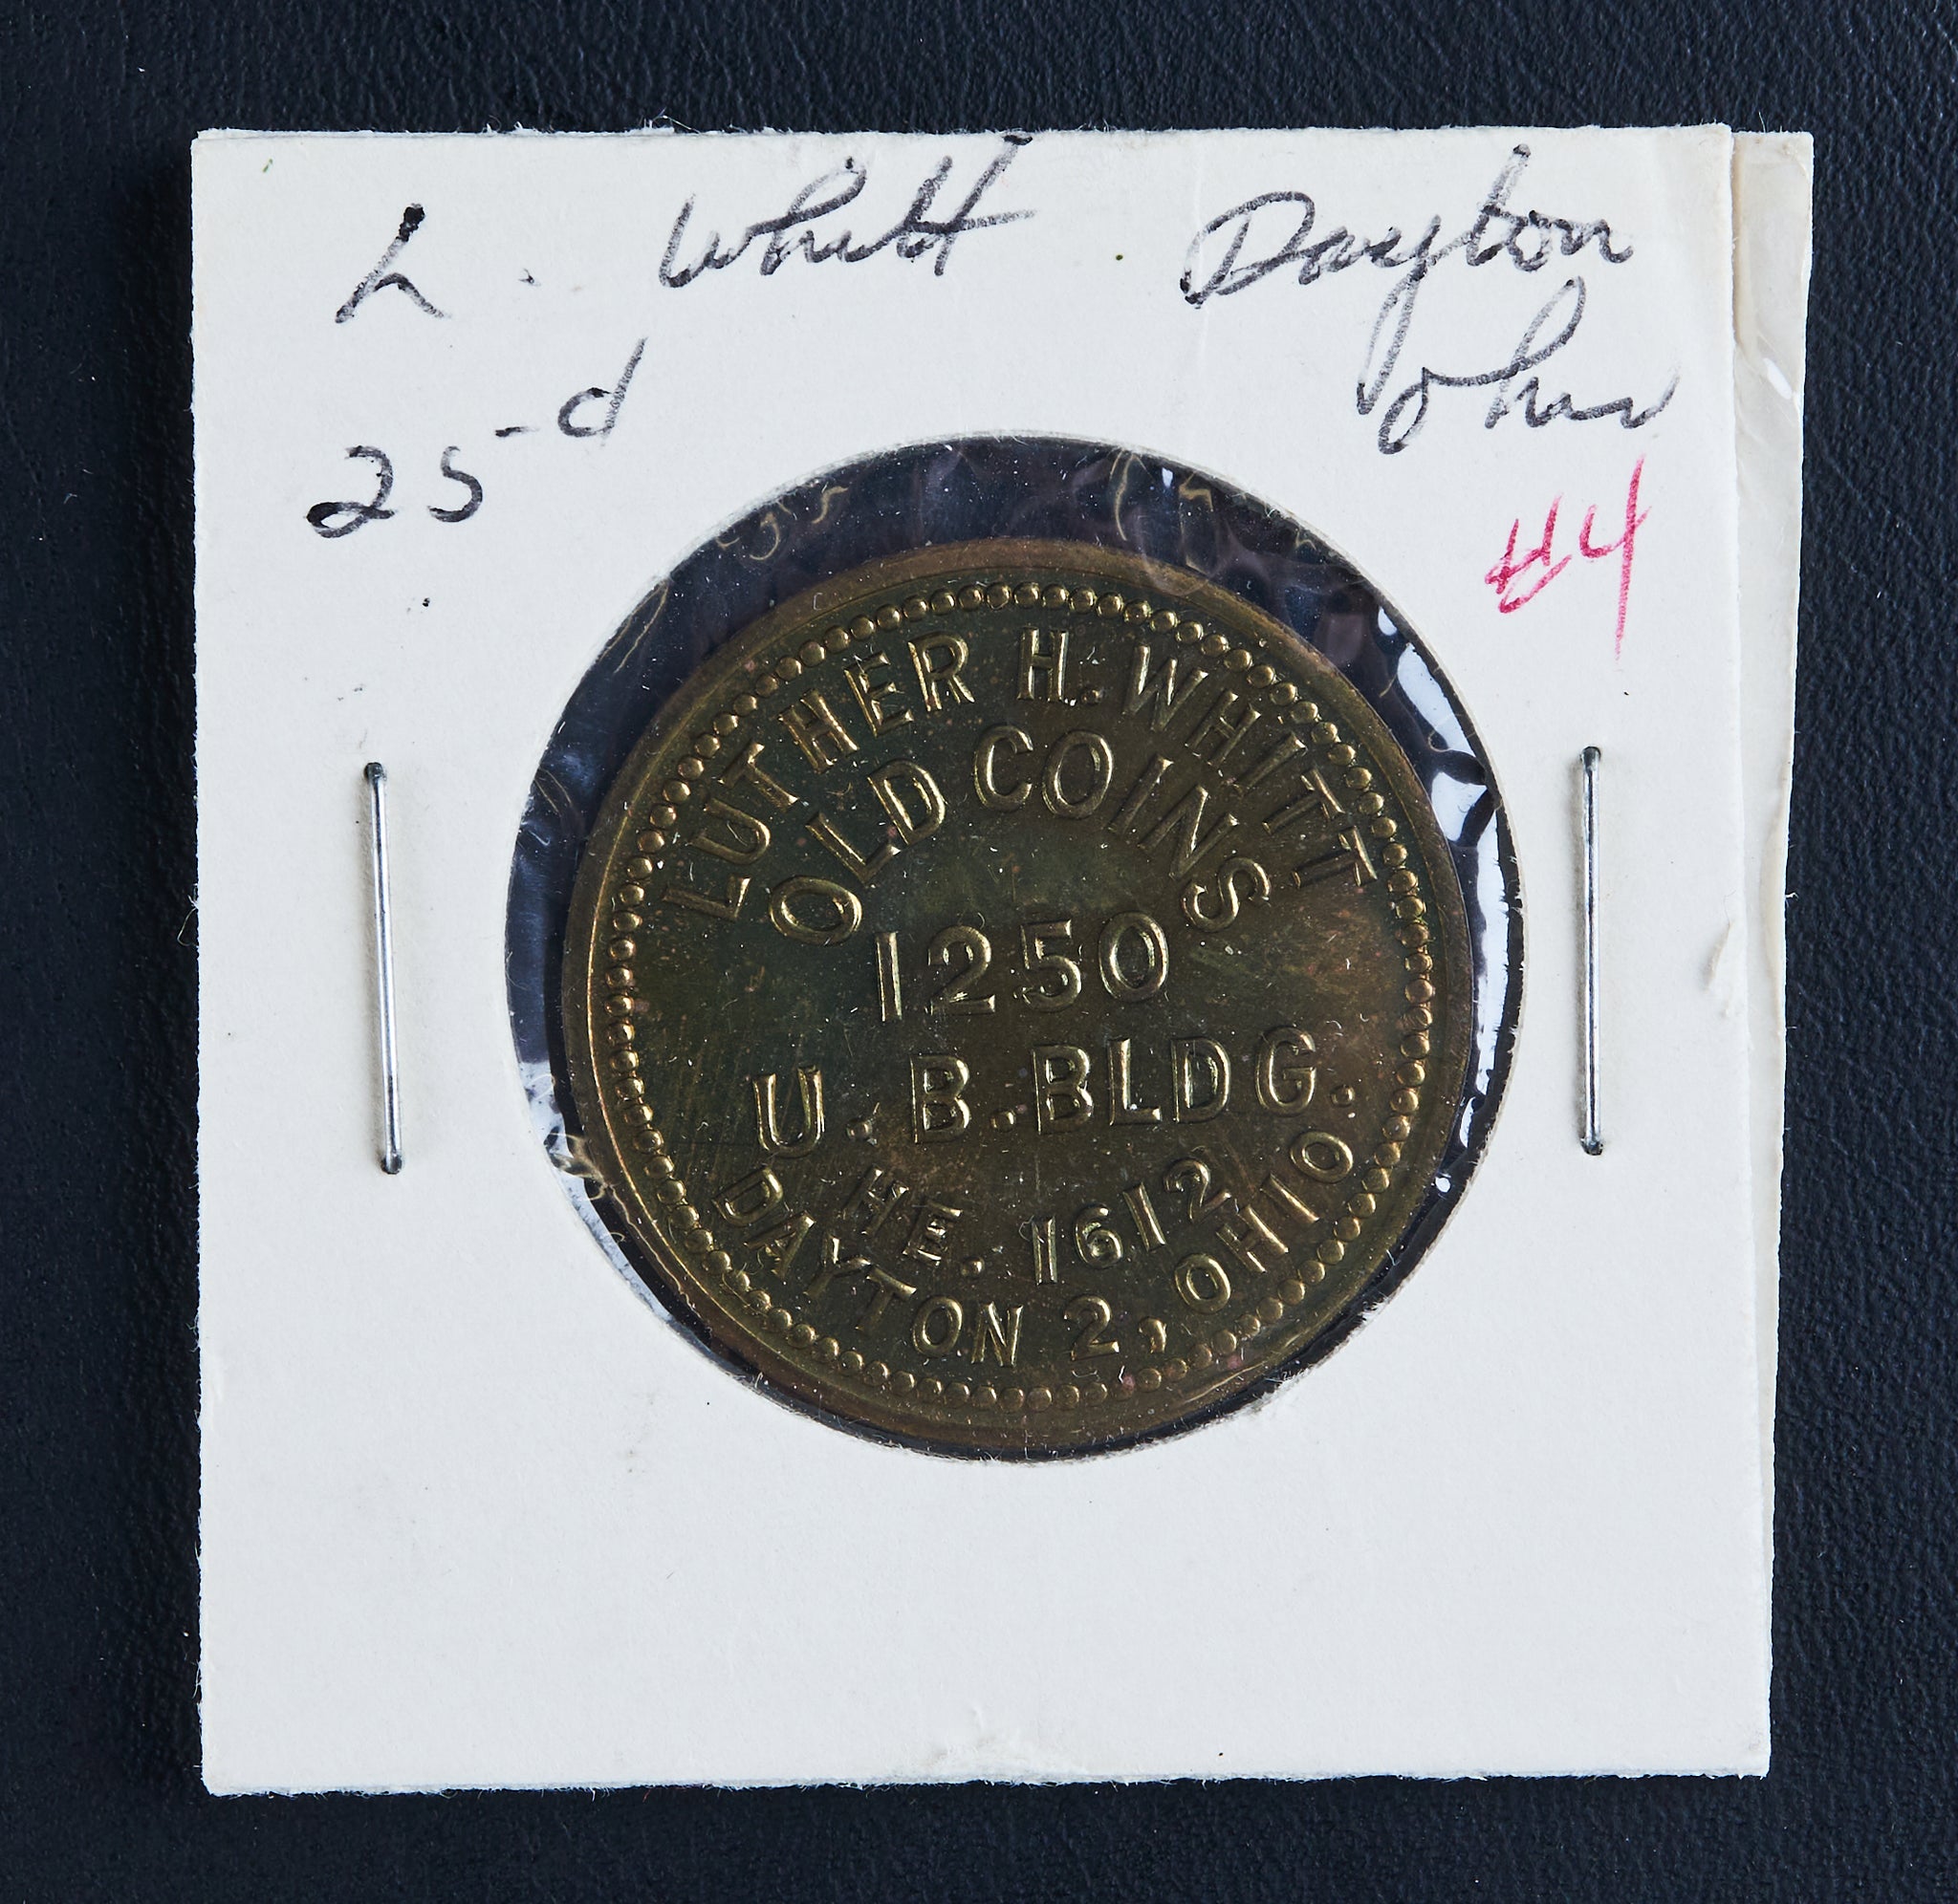 L. Whitt Dayton
Ohio
25-d
#4
LUTHER H. WHITT
OLD COINS
1250
U. B. BLDG.
HE. 1612
DAYTON 2, OHIO